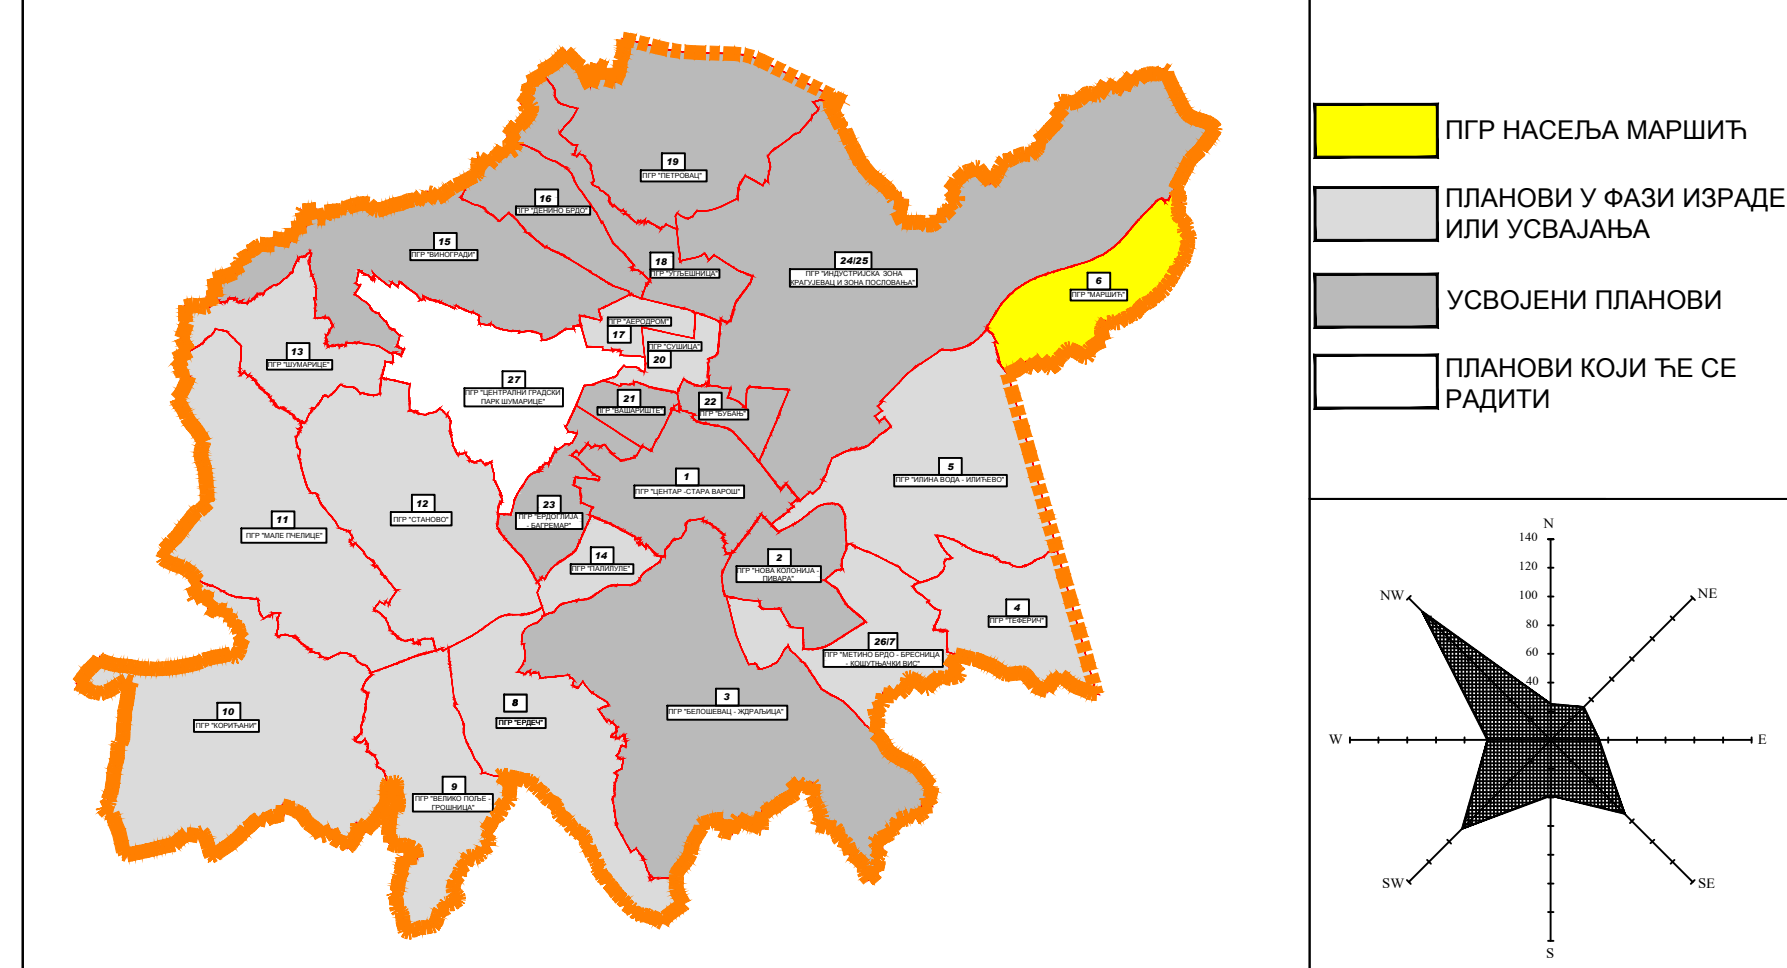 19
ПГР "ПЕТРОВАЦ"
16
ПГР "ДЕНИНО БРДО"
15
ПГР "ВИНОГРАДИ"
18
ПГР "УГЉЕШНИЦА"
24/25
ПГР "ИНДУСТРИЈСКА ЗОНА
КРАГУЈЕВАЦ И ЗОНА ПОСЛОВАЊА"
6
ПГР "МАРШИЋ"
ПГР "АЕРОДРОМ"
17
ПГР "СУШИЦА"
20
13
ПГР "ШУМАРИЦЕ"
27
ПГР "ЦЕНТРАЛНИ ГРАДСКИ
ПАРК ШУМАРИЦЕ"
21
ПГР "ВАШАРИШТЕ"
22
ПГР "БУБАЊ"
5
ПГР "ИЛИНА ВОДА - ИЛИЋЕВО"
1
ПГР "ЦЕНТАР -СТАРА ВАРОШ"
12
ПГР "СТАНОВО"
23
ПГР "ЕРДОГЛИЈА
- БАГРЕМАР"
11
ПГР "МАЛЕ ПЧЕЛИЦЕ"
14
ПГР "ПАЛИЛУЛЕ"
2
ПГР "НОВА КОЛОНИЈА -
ПИВАРА"
4
ПГР "ТЕФЕРИЧ"
26/7
ПГР "МЕТИНО БРДО - БРЕСНИЦА
- КОШУТЊАЧКИ ВИС"
10
ПГР "КОРИЋАНИ"
8
ПГР "ЕРДЕЧ"
3
ПГР "БЕЛОШЕВАЦ - ЖДРАЉИЦА"
9
ПГР "ВЕЛИКО ПОЉЕ -
ГРОШНИЦА"
ПГР НАСЕЉА МАРШИЋ
ПЛАНОВИ У ФАЗИ ИЗРАДЕ
ИЛИ УСВАЈАЊА
УСВОЈЕНИ ПЛАНОВИ
ПЛАНОВИ КОЈИ ЋЕ СЕ
РАДИТИ
N
140
120
100
80
60
40
NW
NE
W
E
SW
SE
S